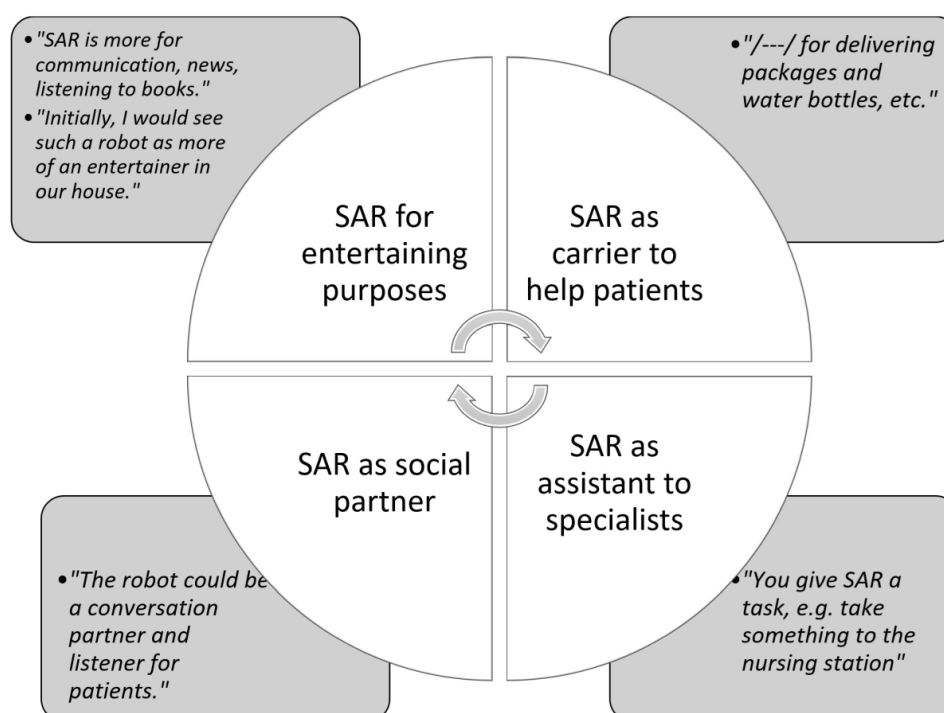 •"SAR is more for
communication, news,
listening to books."
•"Initially, I would see
such a robot as more
of an entertainer in
our house."
•"/---/ for delivering
packages and
water bottles, etc."
SAR for
entertaining
purposes
SAR as
carrier to
help patients
SAR as social
partner
SAR as
assistant to
specialists
•"The robot could be
a conversation
partner and
listener for
patients."
•"You give SAR a
task, e.g. take
something to the
nursing station"